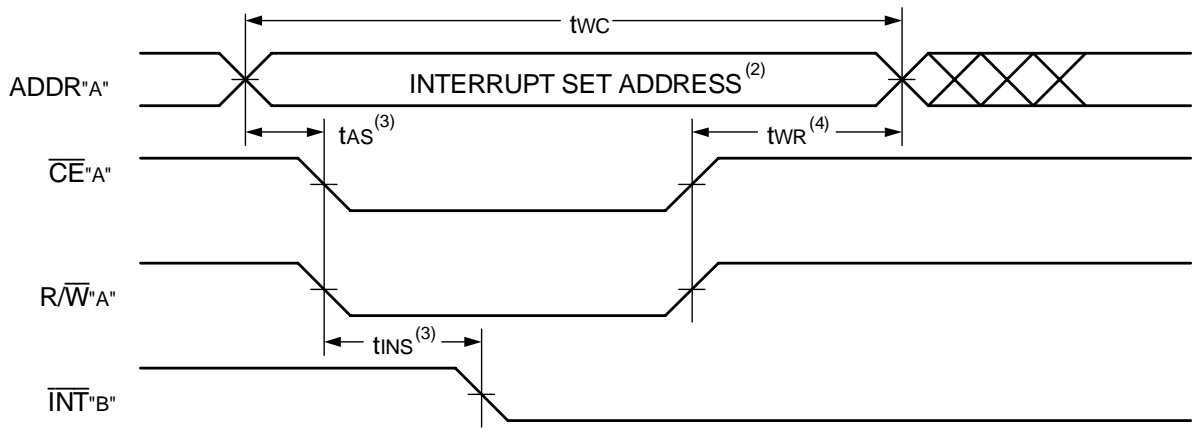 tWC
ADDR"A"
INTERRUPT SET ADDRESS(2)
tAS(3)
tWR(4)
CE"A"
R/W"A"
tINS(3)
INT"B"